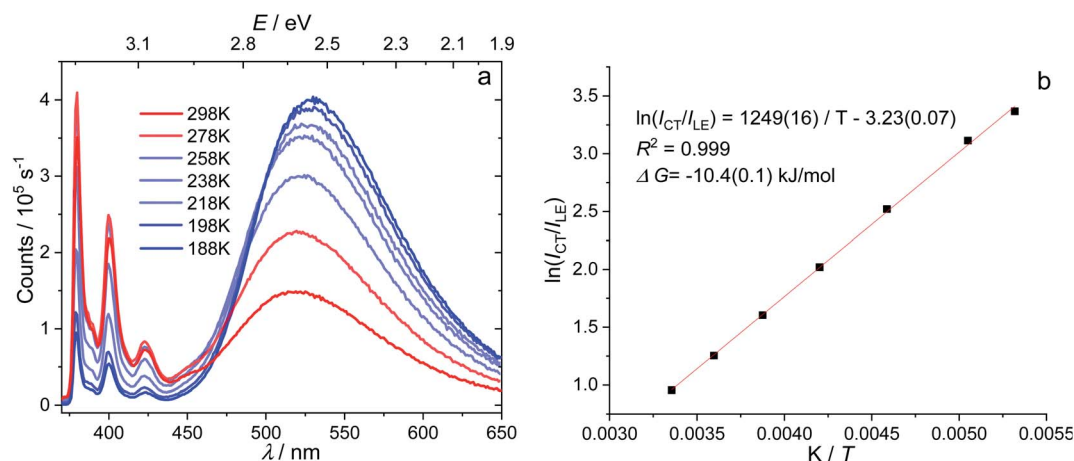 E / eV
3.1 2.8 2.5 2.3 2.1 1.9
a
4
3
2
1
0
Counts / 10⁵ s⁻¹
298K
278K
258K
238K
218K
198K
188K
400 450 500 550 600 650
λ / nm
b
3.5
3.0
2.5
2.0
1.5
1.0
ln(I_CT/I_LE)
ln(I_CT/I_LE) = 1249(16) / T - 3.23(0.07)
R² = 0.999
Δ G= -10.4(0.1) kJ/mol
0.0030 0.0035 0.0040 0.0045 0.0050 0.0055
K / T